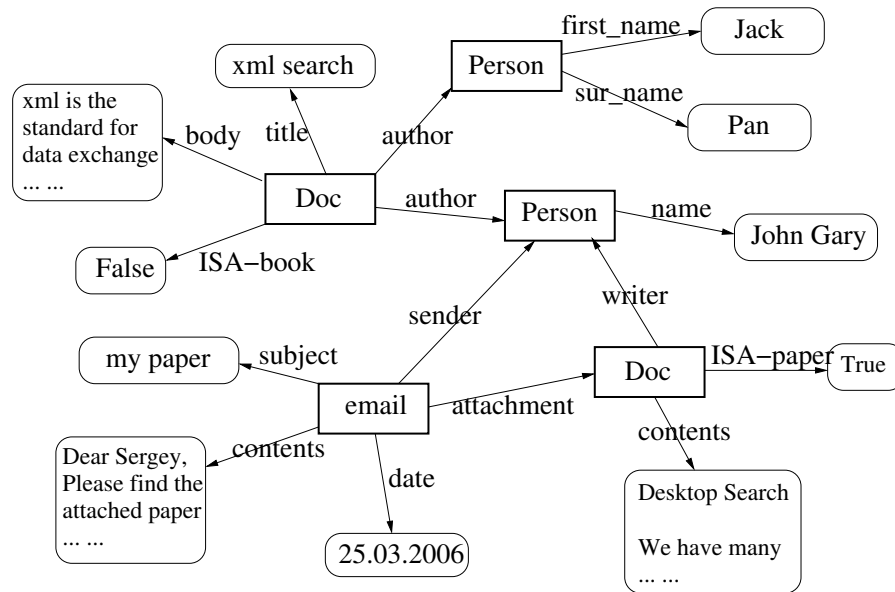 first_name
Jack
Person
xml search
sur_name
Pan
xml is the
standard for
data exchange
... ...
body
title
author
Doc
author
Person
name
John Gary
False
ISA−book
sender
writer
my paper
subject
ISA−paper
True
Doc
email
attachment
contents
contents
Dear Sergey,
Please find the
attached paper
... ...
date
25.03.2006
Desktop Search
We have many
... ...